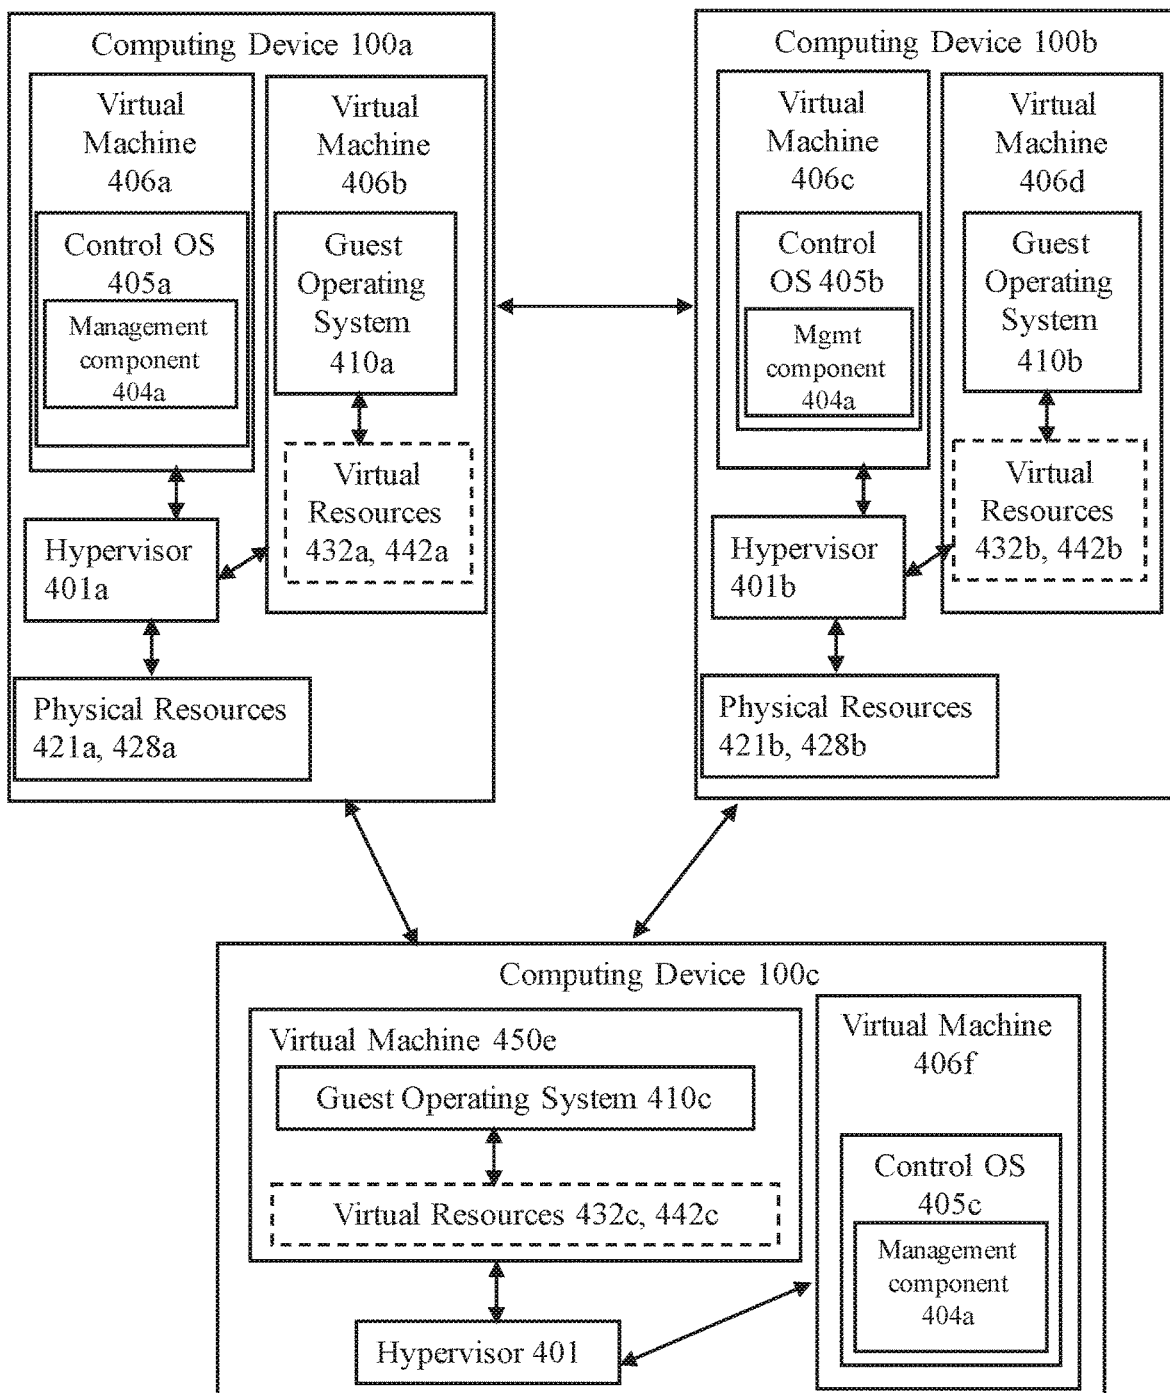 Computing Device 100a
Virtual
Machine
406a
Control OS
405a
Management
component
404a
Virtual
Machine
406b
Guest
Operating
System
410a
Virtual
Resources
432a, 442a
Hypervisor
401a
Physical Resources
421a, 428a
Computing Device 100b
Virtual
Machine
406c
Control
OS 405b
Mgmt
component
404a
Virtual
Machine
406d
Guest
Operating
System
410b
Virtual
Resources
432b, 442b
Hypervisor
401b
Physical Resources
421b, 428b
Computing Device 100c
Virtual Machine 450e
Guest Operating System 410c
Virtual Resources 432c, 442c
Hypervisor 401
Virtual Machine
406f
Control OS
405c
Management
component
404a